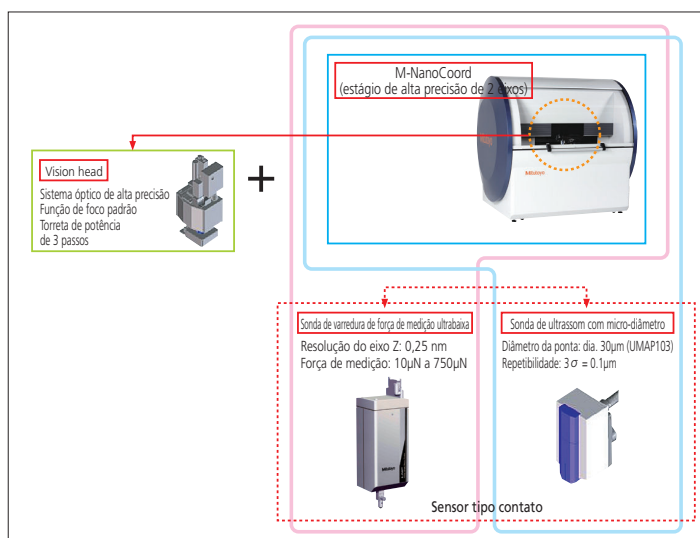 M-NanoCoord
(estágio de alta precisão de 2 eixos)
Mitutoyo
Vision head
Sistema óptico de alta precisão
Função de foco padrão
Torreta de potência
de 3 passos
+
Sonda de varredura de força de medição ultrabaixa
Resolução do eixo Z: 0,25 nm
Força de medição: 10µN a 750µN
Mitutoyo
Sonda de ultrassom com micro-diâmetro
Diâmetro da ponta: dia. 30µm (UMAP103)
Repetibilidade: 3σ = 0.1µm
Sensor tipo contato